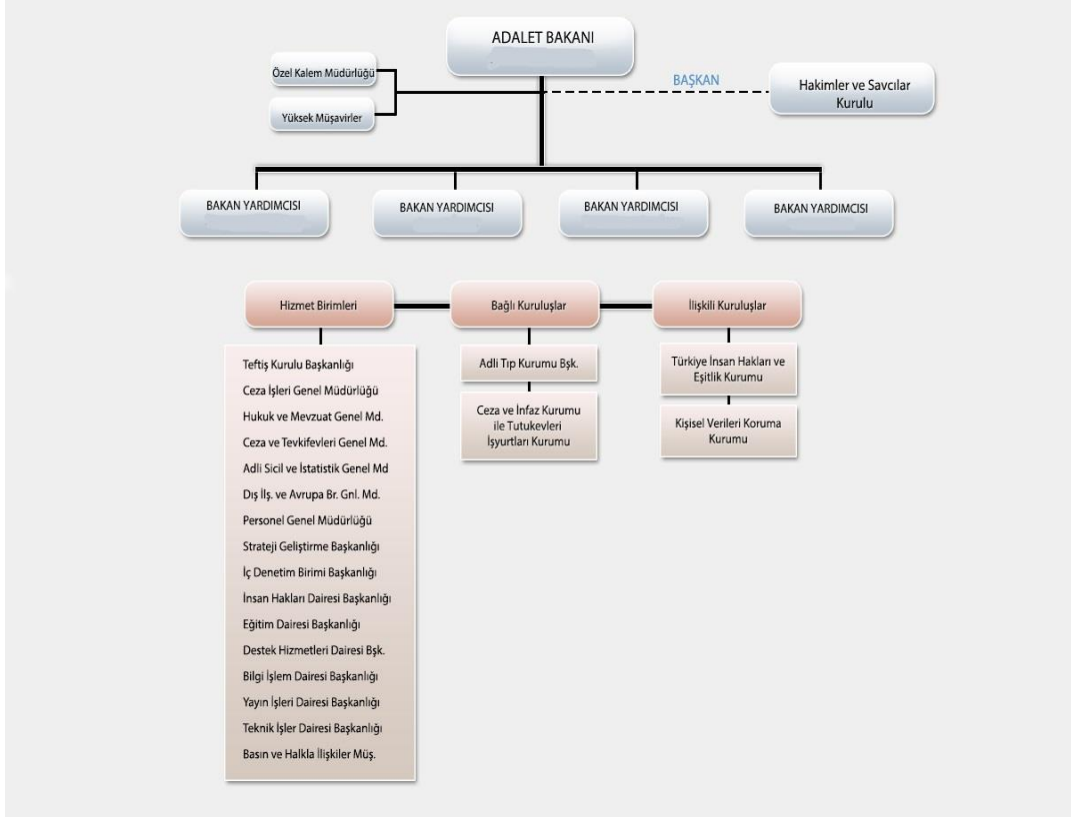 ADALET BAKANI
Özel Kalem Müdürlüğü
Yüksek Müşavirler
BAŞKAN
Hakimler ve Savcılar
Kurulu
BAKAN YARDIMCISI
BAKAN YARDIMCISI
BAKAN YARDIMCISI
BAKAN YARDIMCISI
Hizmet Birimleri
Teftiş Kurulu Başkanlığı
Ceza İşleri Genel Müdürlüğü
Hukuk ve Mevzuat Genel Md.
Ceza ve Tevkifevleri Genel Md.
Adli Sicil ve İstatistik Genel Md
Dış İlş. ve Avrupa Br. Gnl. Md.
Personel Genel Müdürlüğü
Strateji Geliştirme Başkanlığı
İç Denetim Birimi Başkanlığı
İnsan Hakları Dairesi Başkanlığı
Eğitim Dairesi Başkanlığı
Destek Hizmetleri Dairesi Bşk.
Bilgi İşlem Dairesi Başkanlığı
Yayın İşleri Dairesi Başkanlığı
Teknik İşler Dairesi Başkanlığı
Basın ve Halkla İlişkiler Müş.
Bağlı Kuruluşlar
Adli Tıp Kurumu Bşk.
Ceza ve İnfaz Kurumu
ile Tutukevleri
İşyurtları Kurumu
İlişkili Kuruluşlar
Türkiye İnsan Hakları ve
Eşitlik Kurumu
Kişisel Verileri Koruma
Kurumu